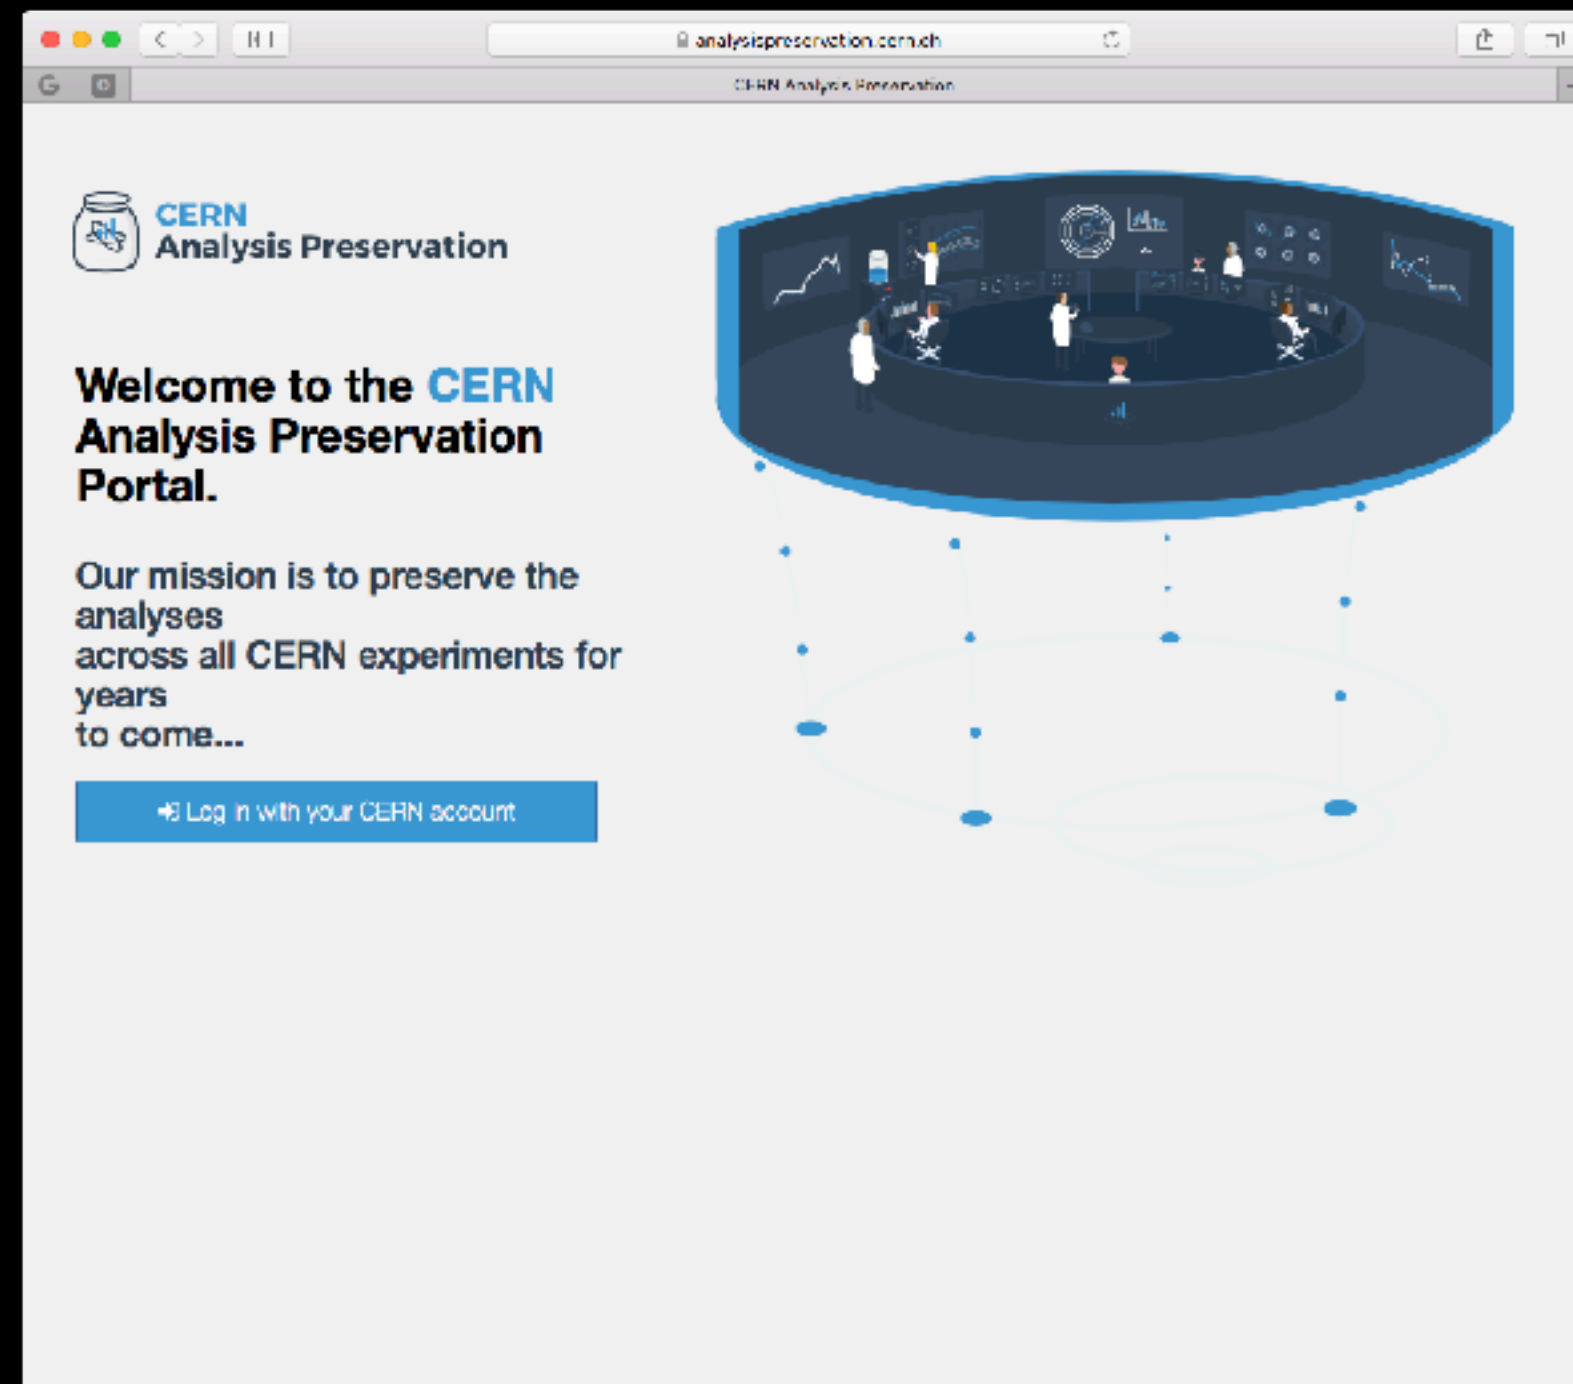 analysispreservation.cern.ch
CERN Analysis Preservation
CERN
Analysis Preservation
Welcome to the CERN
Analysis Preservation
Portal.
Our mission is to preserve the
analyses
across all CERN experiments for
years
to come...
Log in with your CERN account